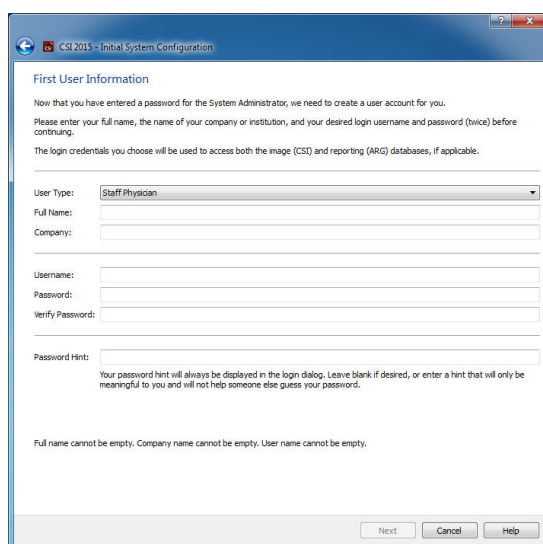 CSI 2015 - Initial System Configuration
First User Information
Now that you have entered a password for the System Administrator, we need to create a user account for you.
Please enter your full name, the name of your company or institution, and your desired login username and password (twice) before
continuing.
The login credentials you choose will be used to access both the image (CSI) and reporting (ARG) databases, if applicable.
User Type: Staff Physician
Full Name:
Company:
Username:
Password:
Verify Password:
Password Hint:
Your password hint will always be displayed in the login dialog. Leave blank if desired, or enter a hint that will only be
meaningful to you and will not help someone else guess your password.
Full name cannot be empty. Company name cannot be empty. User name cannot be empty.
Next Cancel Help